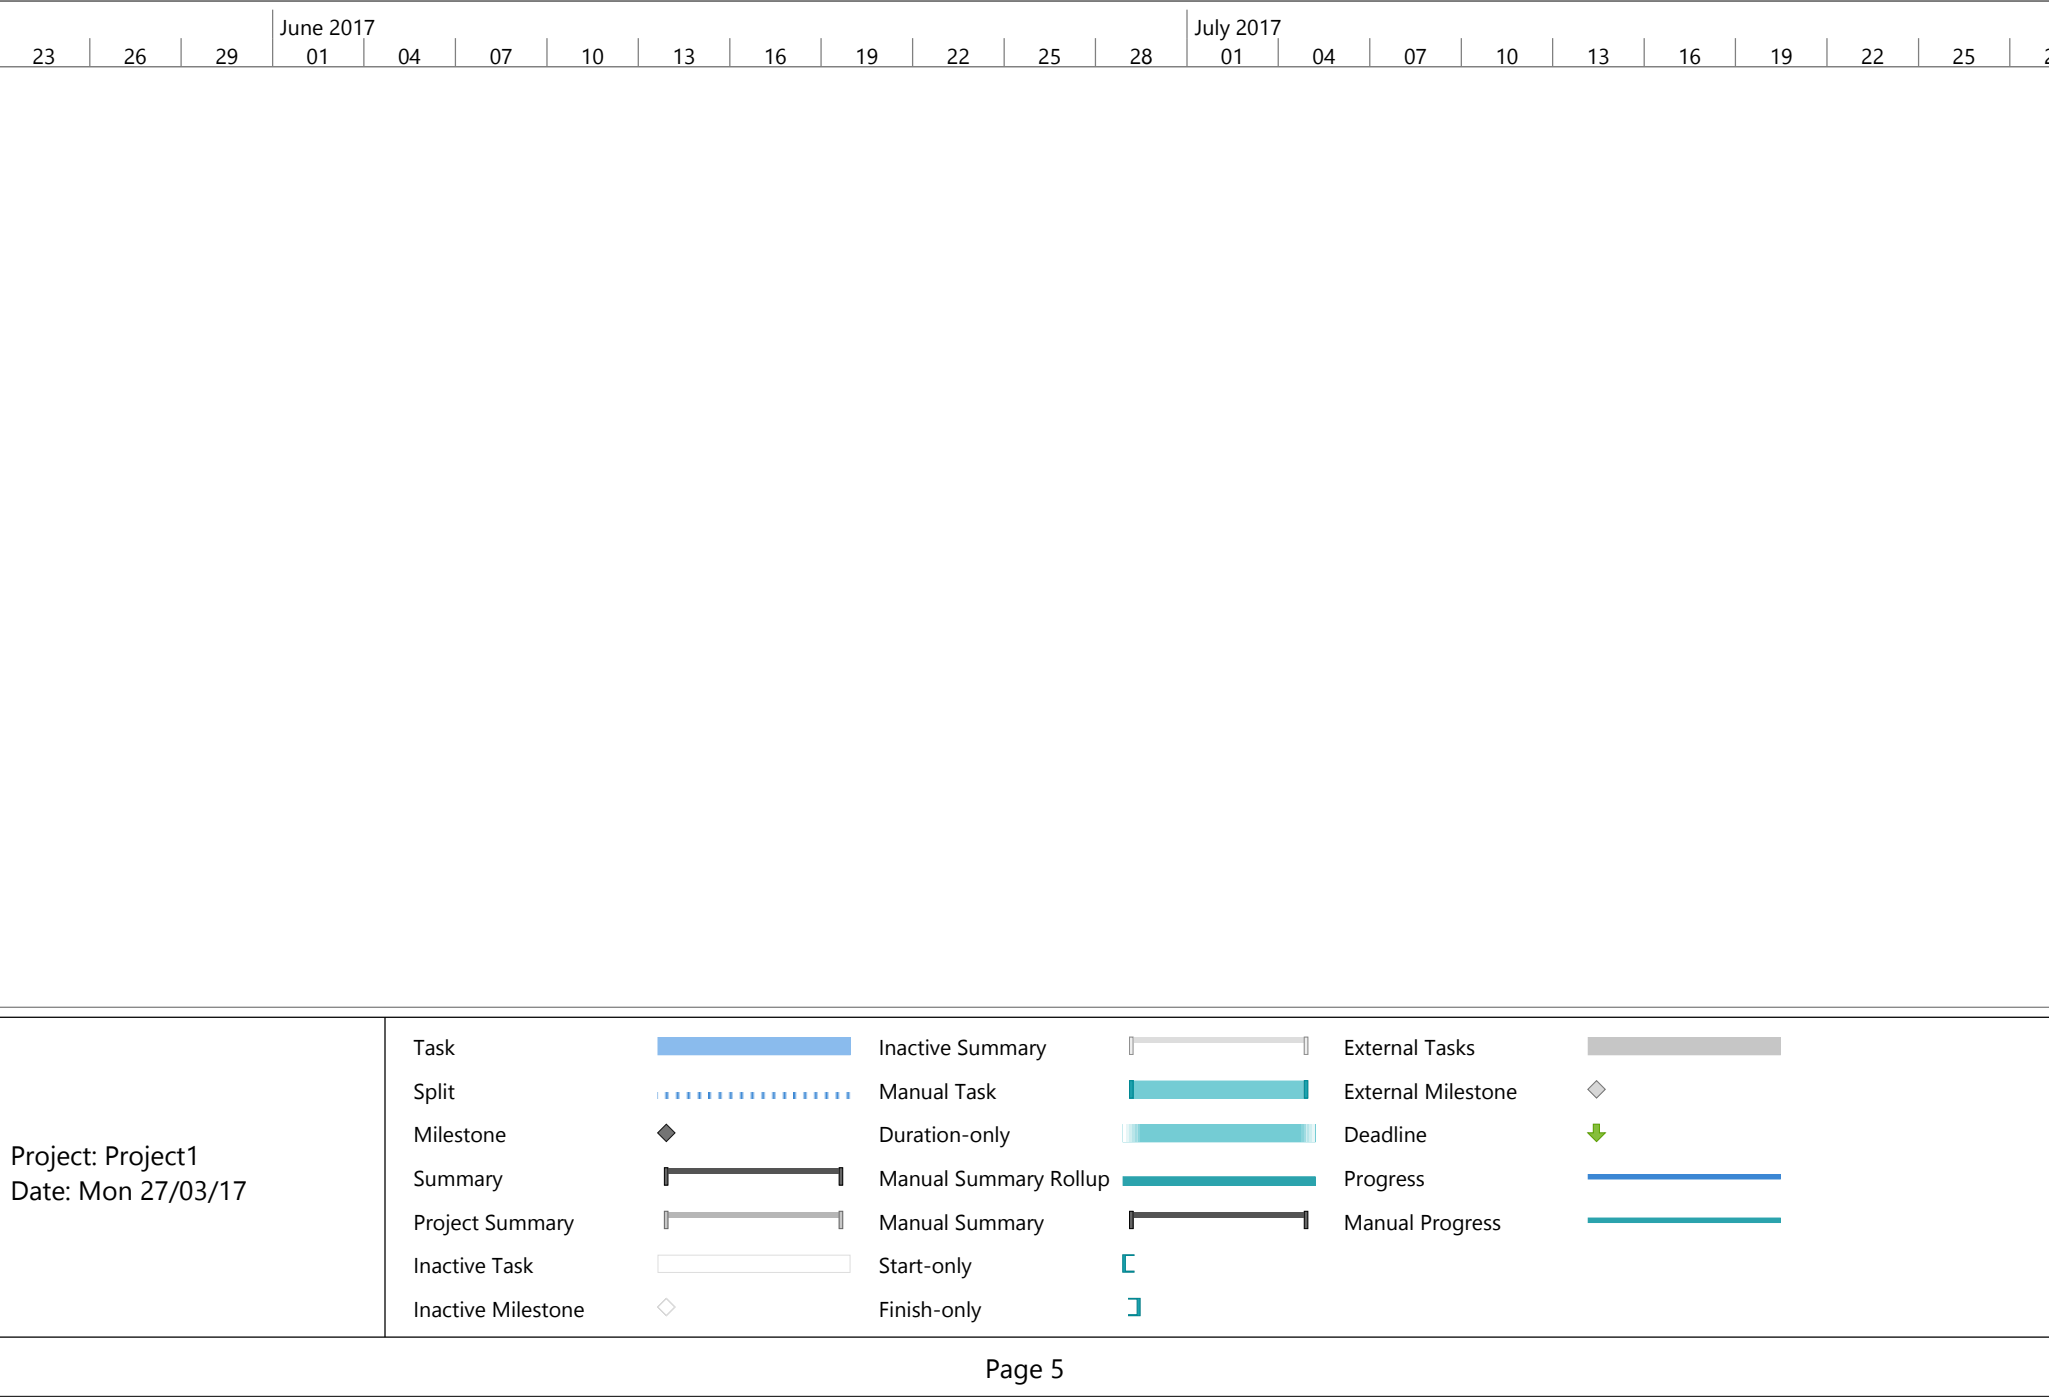 June 2017 July 2017
23 26 29 01 04 07 10 13 16 19 22 25 28 01 04 07 10 13 16 19 22 25
Task Inactive Summary External Tasks
Split Manual Task External Milestone
Milestone Duration-only Deadline
Project: Project1
Summary Manual Summary Rollup Progress
Date: Mon 27/03/17
Project Summary Manual Summary Manual Progress
Inactive Task Start-only
Inactive Milestone Finish-only
Page 5